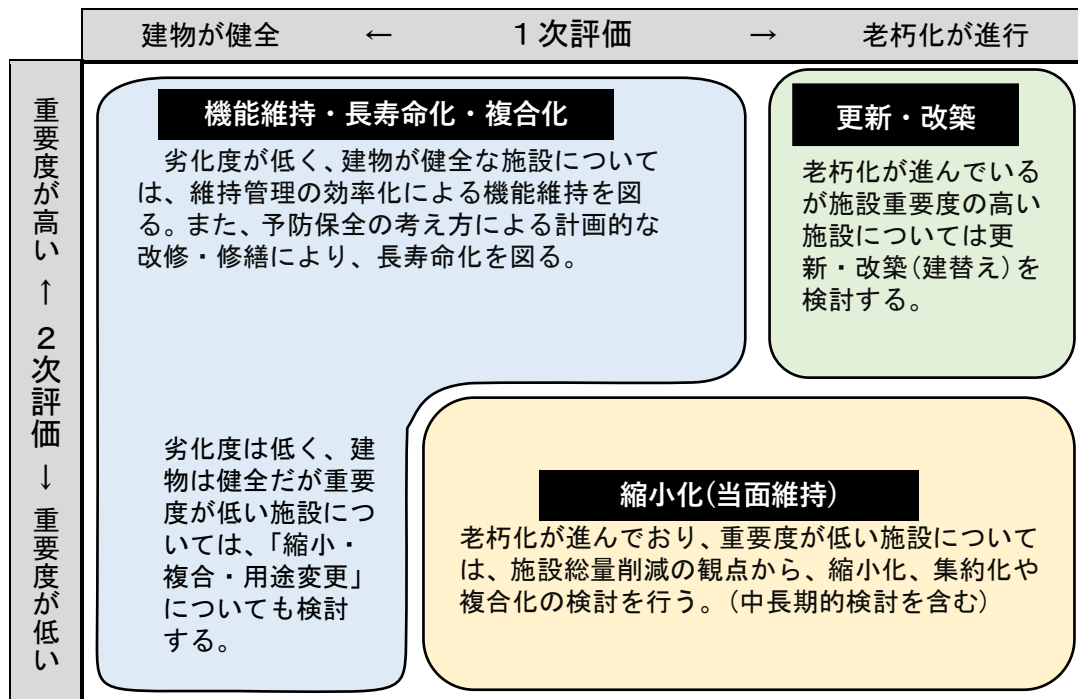 建物が健全 ← １次評価 → 老朽化が進行
重要度が高い ↑ ２次評価 ↓ 重要度が低い
機能維持・長寿命化・複合化
劣化度が低く、建物が健全な施設について
は、維持管理の効率化による機能維持を図
る。また、予防保全の考え方による計画的な
改修・修繕により、長寿命化を図る。
更新・改築
老朽化が進んでいる
が施設重要度の高い
施設については更
新・改築(建替え)を
検討する。
劣化度は低く、建
物は健全だが重要
度が低い施設につ
いては、「縮小・
複合・用途変更」
についても検討
する。
縮小化(当面維持)
老朽化が進んでおり、重要度が低い施設について
は、施設総量削減の観点から、縮小化、集約化や
複合化の検討を行う。(中長期的検討を含む)